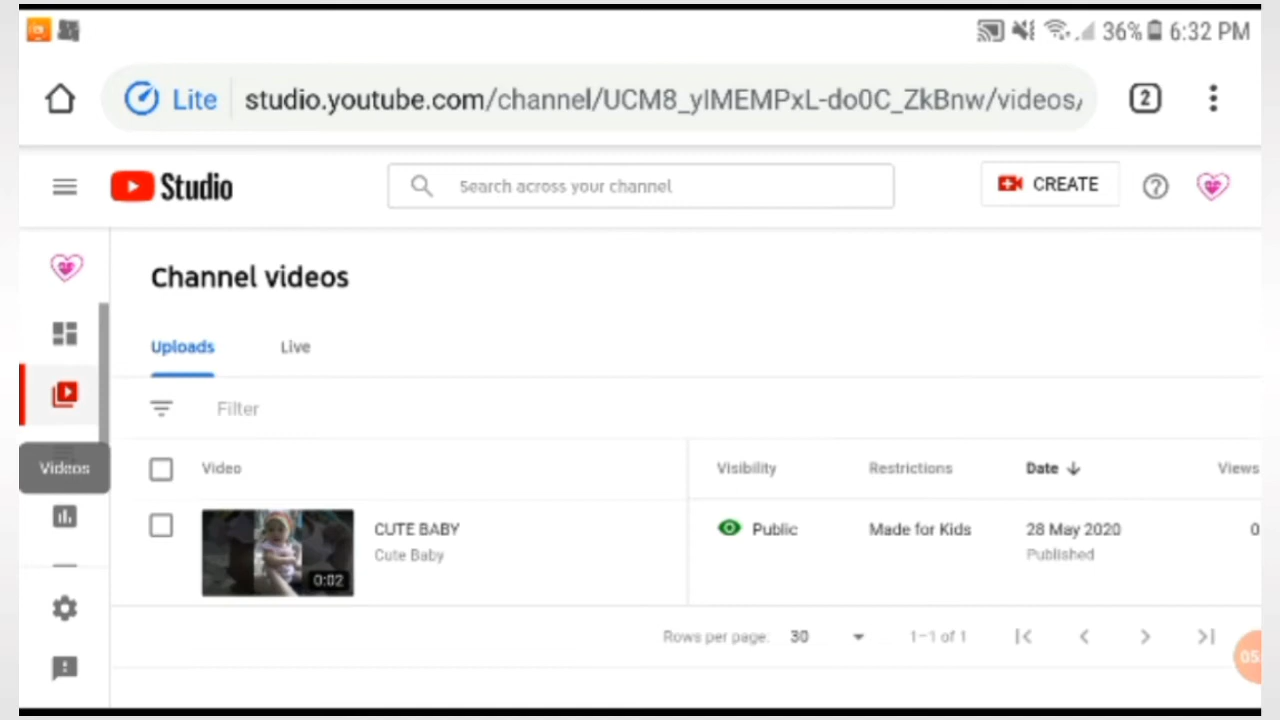 36% 6:32 PM
Lite studio.youtube.com/channel/UCM8_yIMEMPxL-do0C_ZkBnw/videos/ 2
Studio Search across your channel CREATE
Channel videos
Uploads Live
Filter
Videos Video Visibility Restrictions Date Views
CUTE BABY Public Made for Kids 28 May 2020 0
Cute Baby Published
0:02
Rows per page: 30 1–1 of 1
05